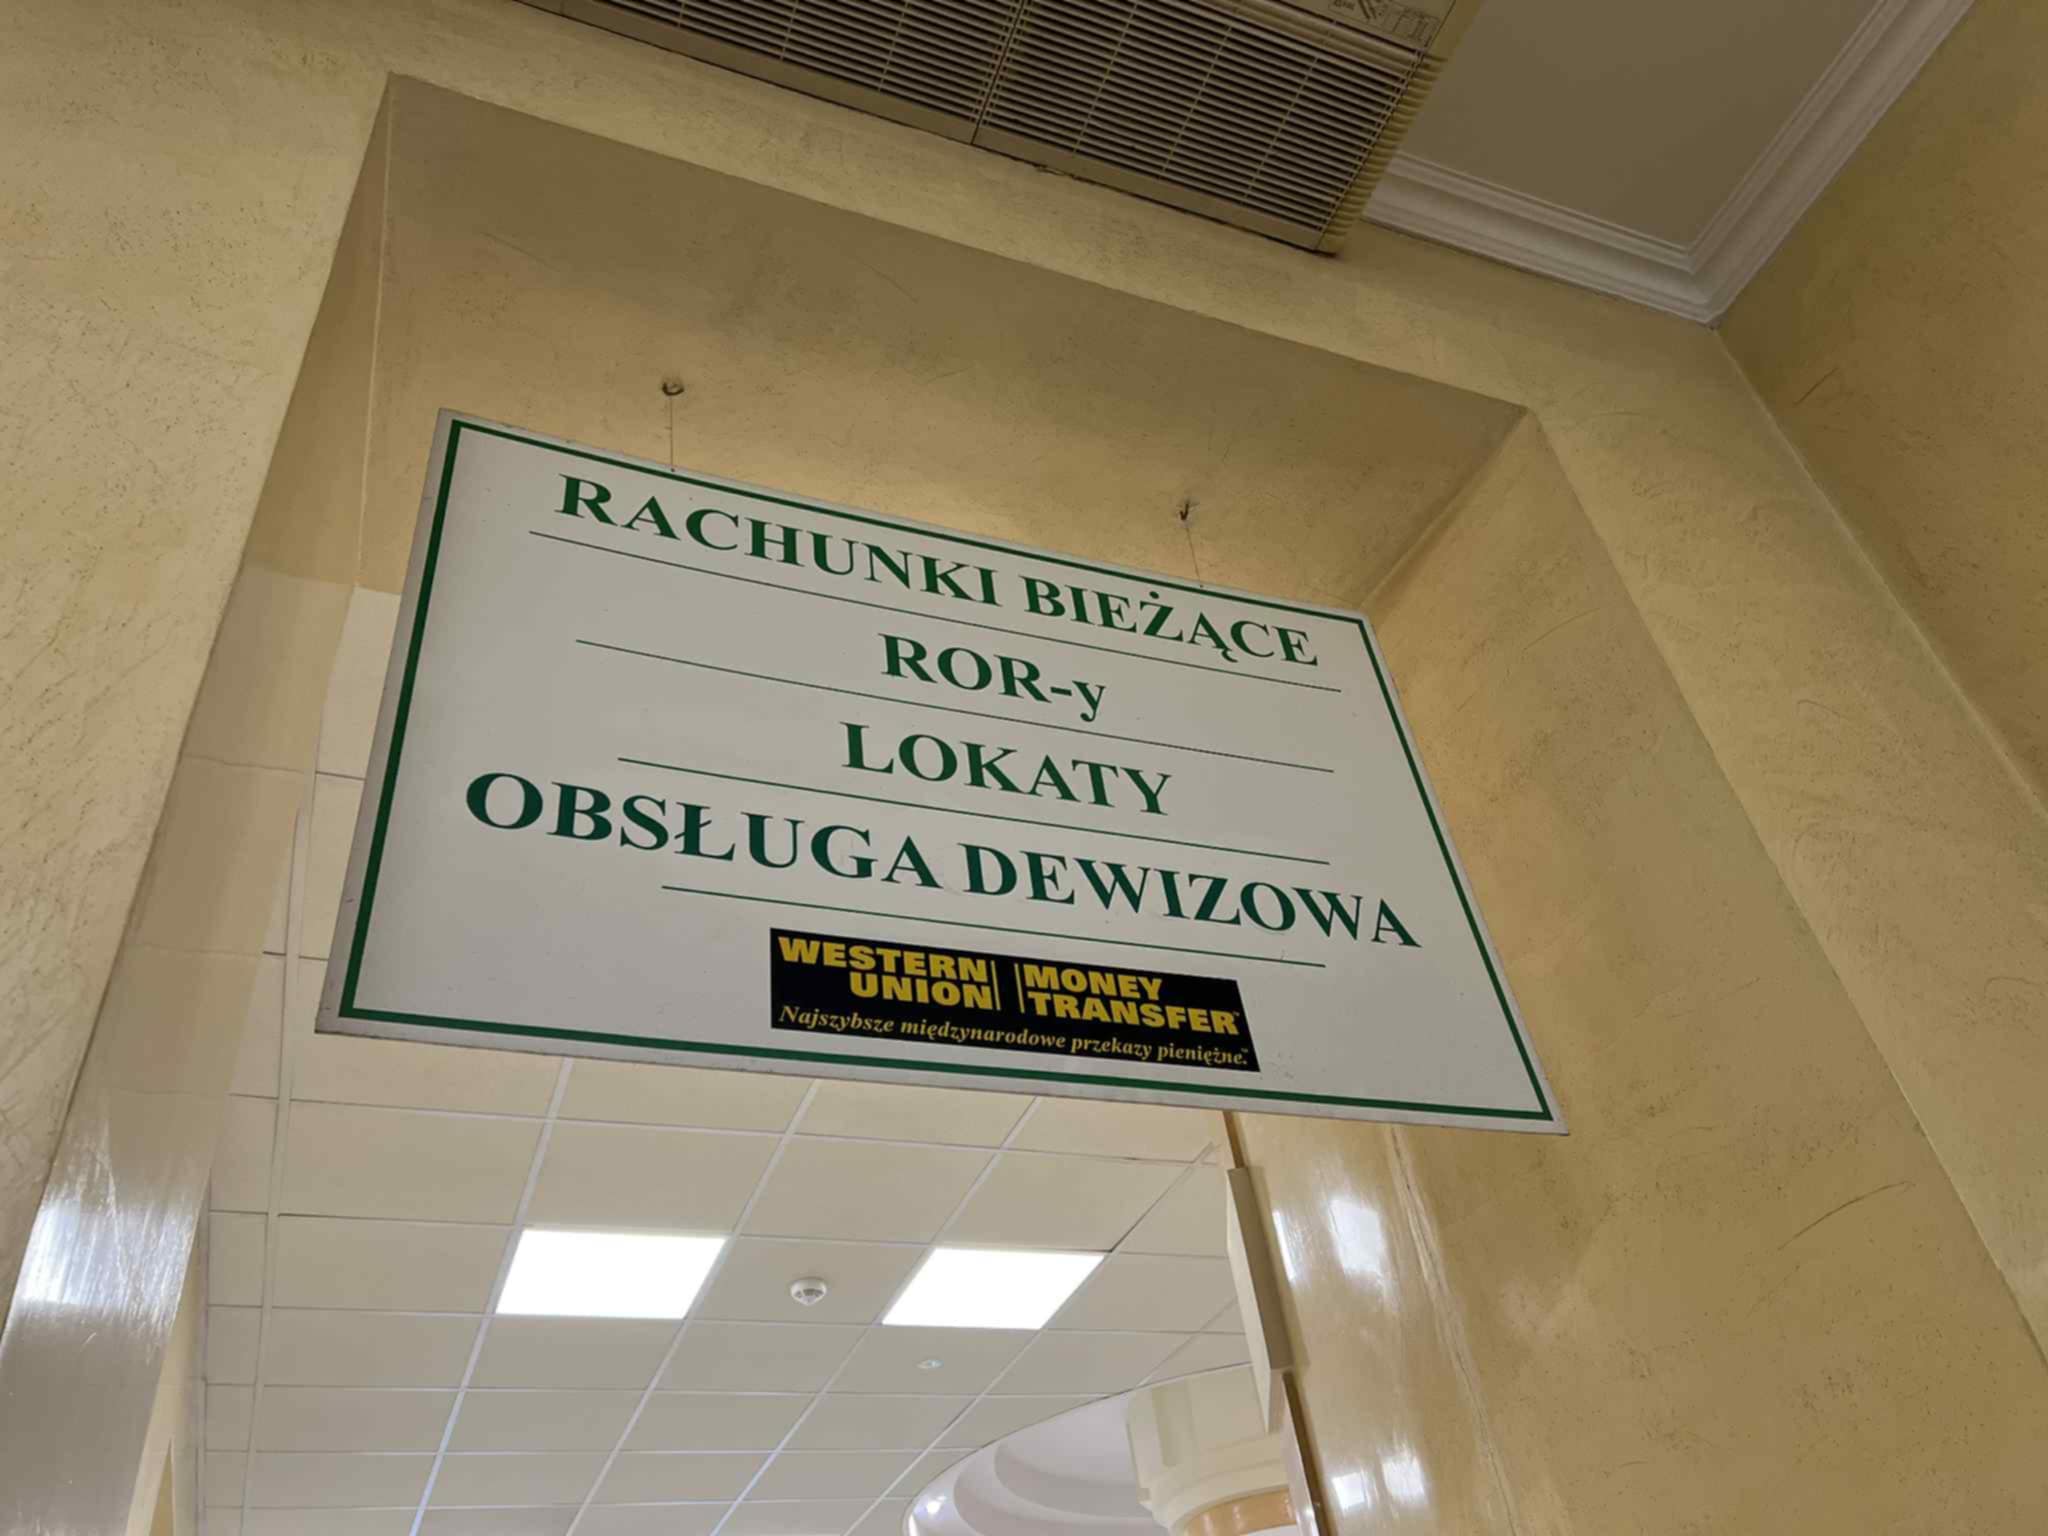 RACHUNKI BIEŻĄCE
ROR-y
LOKATY
OBSŁUGA DEWIZOWA
WESTERN UNION MONEY TRANSFER
Najszybsze międzynarodowe przekazy pieniężne.